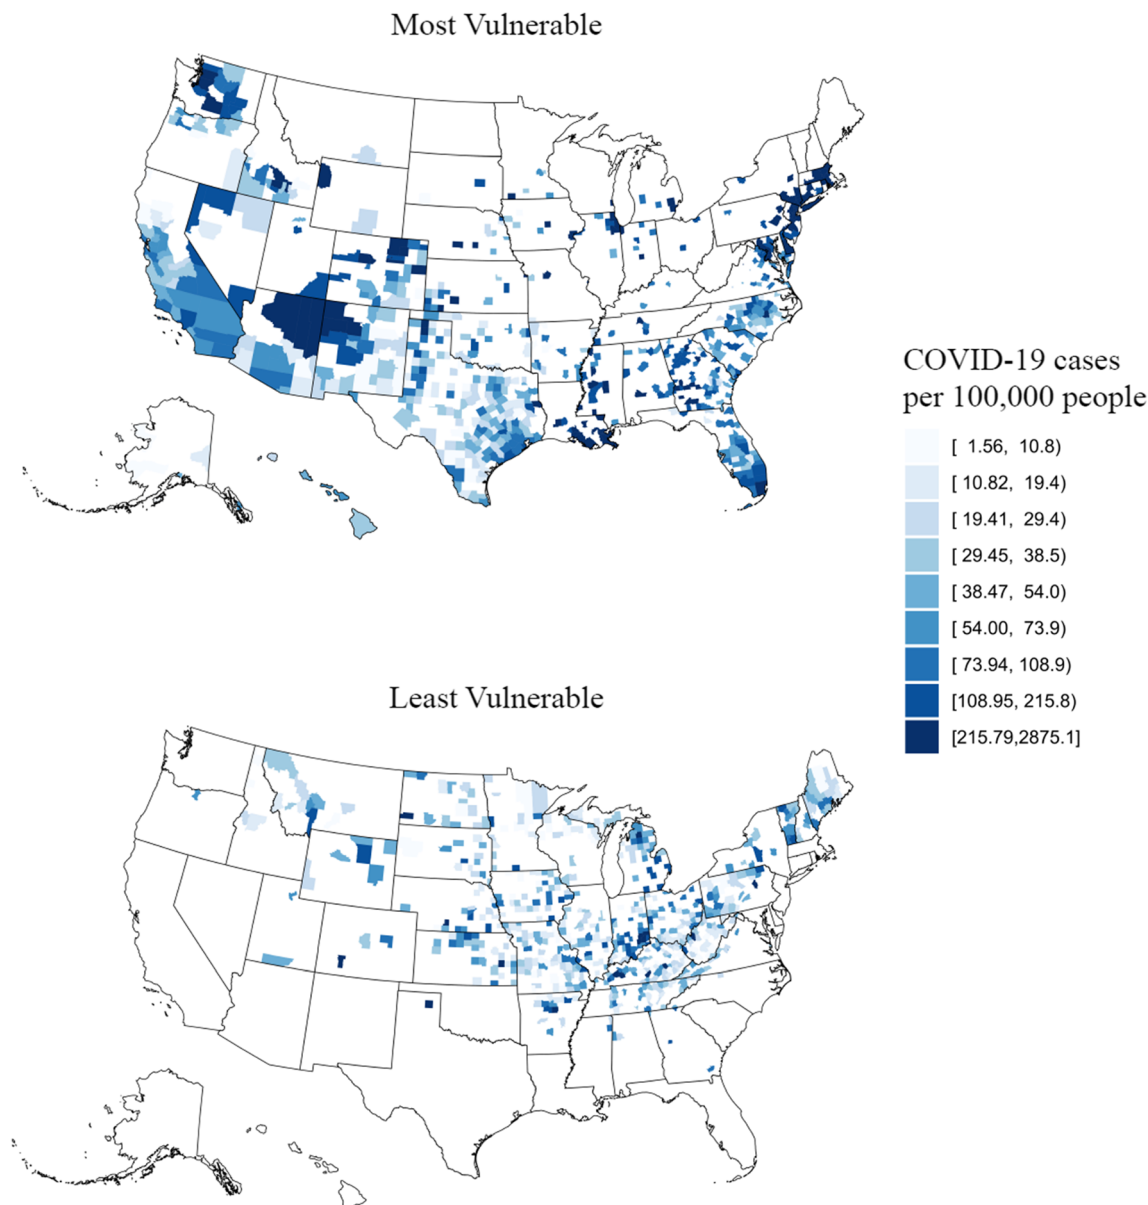 Most Vulnerable
COVID-19 cases
per 100,000 people
[ 1.56, 10.8)
[ 10.82, 19.4)
[ 19.41, 29.4)
[ 29.45, 38.5)
[ 38.47, 54.0)
[ 54.00, 73.9)
[ 73.94, 108.9)
[108.95, 215.8)
[215.79,2875.1]
Least Vulnerable